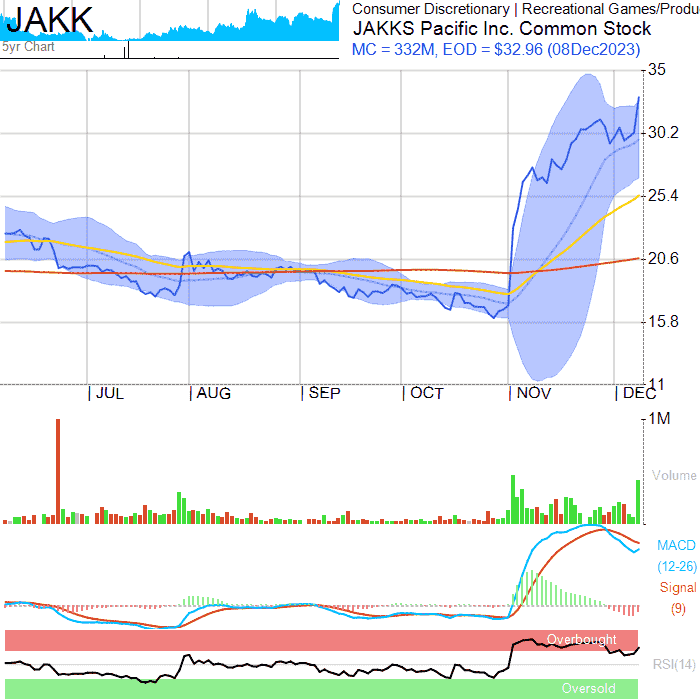 JAKK
5yr Chart
Consumer Discretionary | Recreational Games/Produ
JAKKS Pacific Inc. Common Stock
MC = 332M, EOD = $32.96 (08Dec2023)
35
30.2
25.4
20.6
15.8
11
JUL AUG SEP OCT NOV DEC
1M
Volume
MACD
(12-26)
Signal
(9)
Overbought
RSI(14)
Oversold